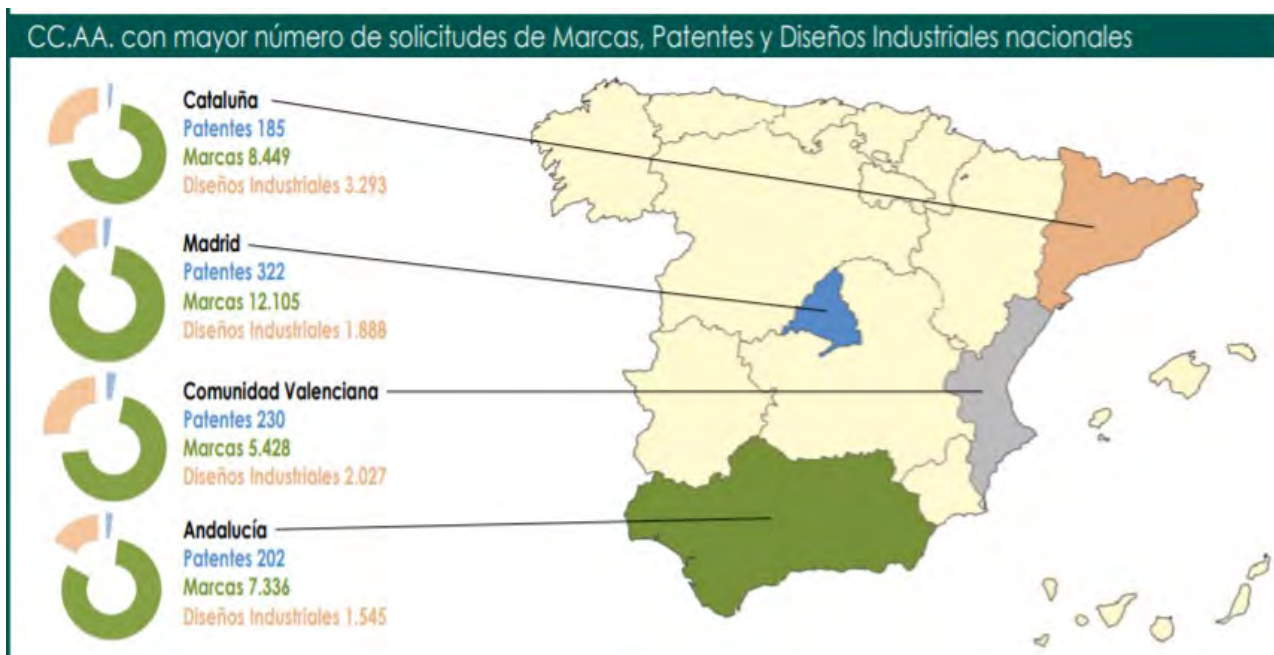 CC.AA. con mayor número de solicitudes de Marcas, Patentes y Diseños Industriales nacionales
Cataluña
Patentes 185
Marcas 8.449
Diseños Industriales 3.293
Madrid
Patentes 322
Marcas 12.105
Diseños Industriales 1.888
Comunidad Valenciana
Patentes 230
Marcas 5.428
Diseños Industriales 2.027
Andalucía
Patentes 202
Marcas 7.336
Diseños Industriales 1.545